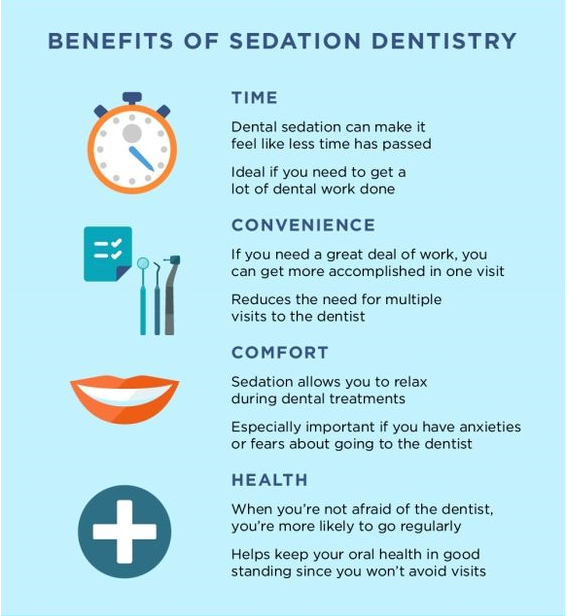 BENEFITS OF SEDATION DENTISTRY
TIME
Dental sedation can make it
feel like less time has passed
Ideal if you need to get a
lot of dental work done
CONVENIENCE
If you need a great deal of work, you
can get more accomplished in one visit
Reduces the need for multiple
visits to the dentist
COMFORT
Sedation allows you to relax
during dental treatments
Especially important if you have anxieties
or fears about going to the dentist
HEALTH
When you're not afraid of the dentist,
you're more likely to go regularly
Helps keep your oral health in good
standing since you won't avoid visits